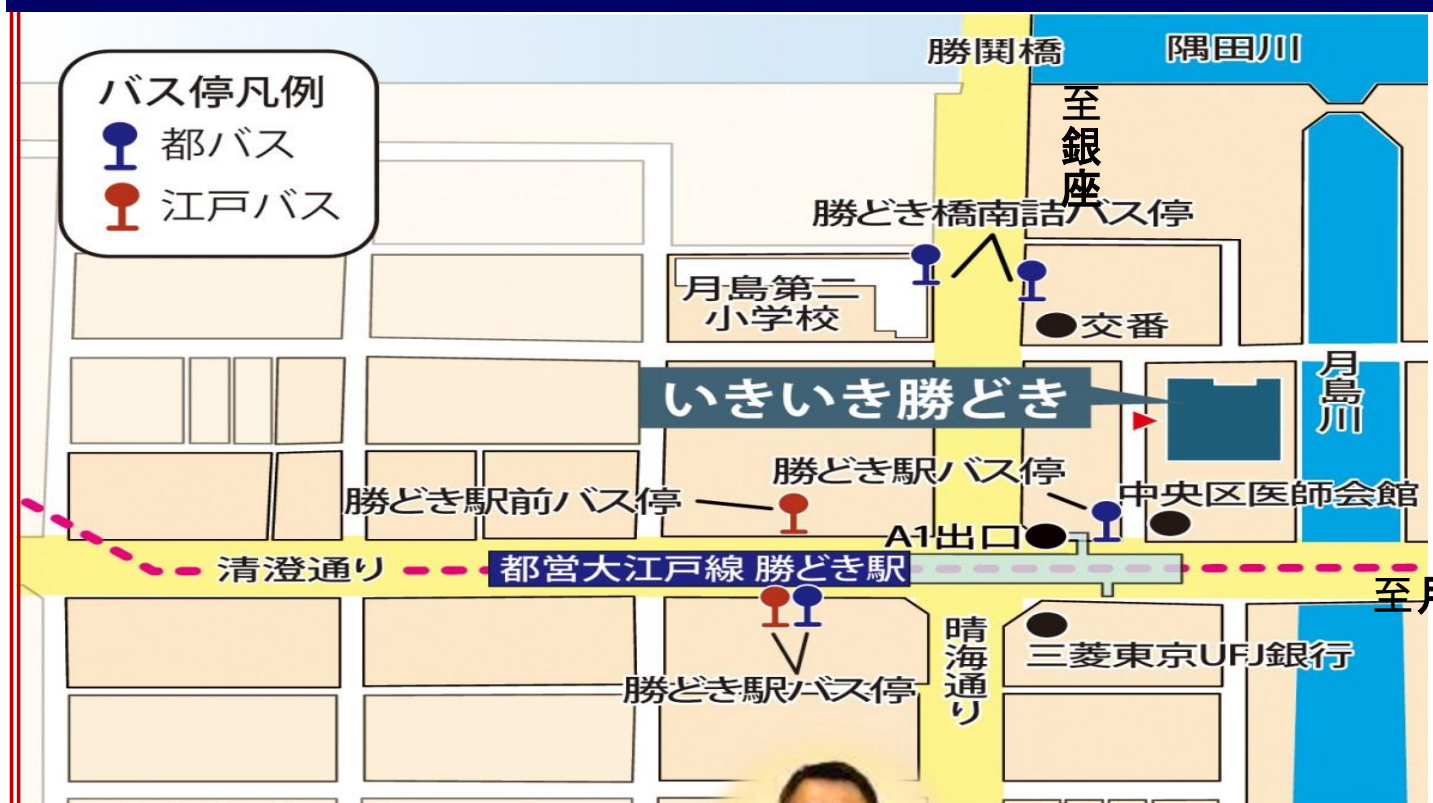 勝鬨橋
隅田川
バス停凡例
都バス
江戸バス
至銀座
勝どき橋南詰バス停
月島第二
小学校
交番
いきいき勝どき
月島川
勝どき駅バス停
勝どき駅前バス停
中央区医師会館
A1出口
清澄通り
都営大江戸線 勝どき駅
至月
晴海通り
三菱東京UFJ銀行
勝どき駅バス停